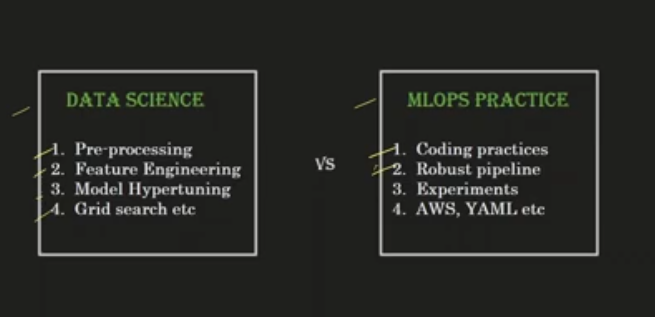 DATA SCIENCE
1. Pre-processing
2. Feature Engineering
3. Model Hypertuning
4. Grid search etc
VS
MLOPS PRACTICE
1. Coding practices
2. Robust pipeline
3. Experiments
4. AWS, YAML etc